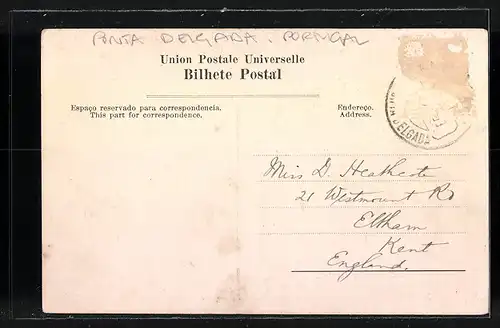 PONTA DELGADA. PORTUGAL
Union Postale Universelle
Bilhete Postal
Espaço reservado para correspondencia.
This part for correspondence.
Endereço.
Address.
DELGADA
Miss D. Heathcote
21 Westmount Rd
Eltham
Kent
England.